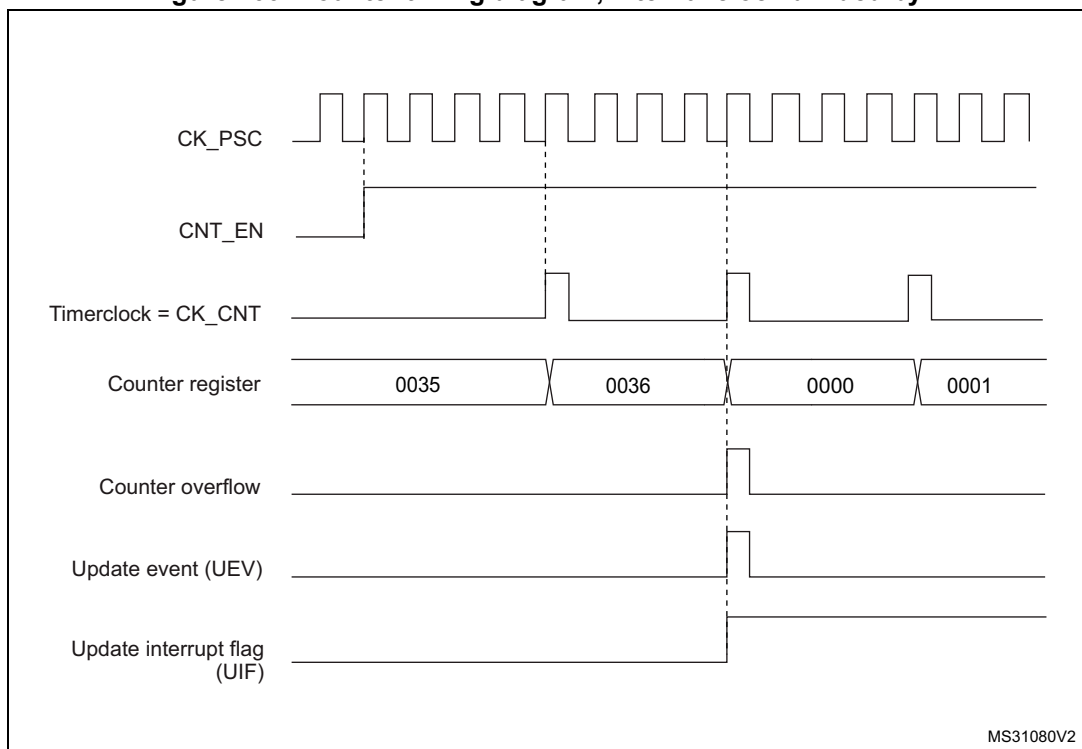 CK_PSC
CNT_EN
Timerclock = CK_CNT
Counter register
0035 0036 0000 0001
Counter overflow
Update event (UEV)
Update interrupt flag
(UIF)
MS31080V2